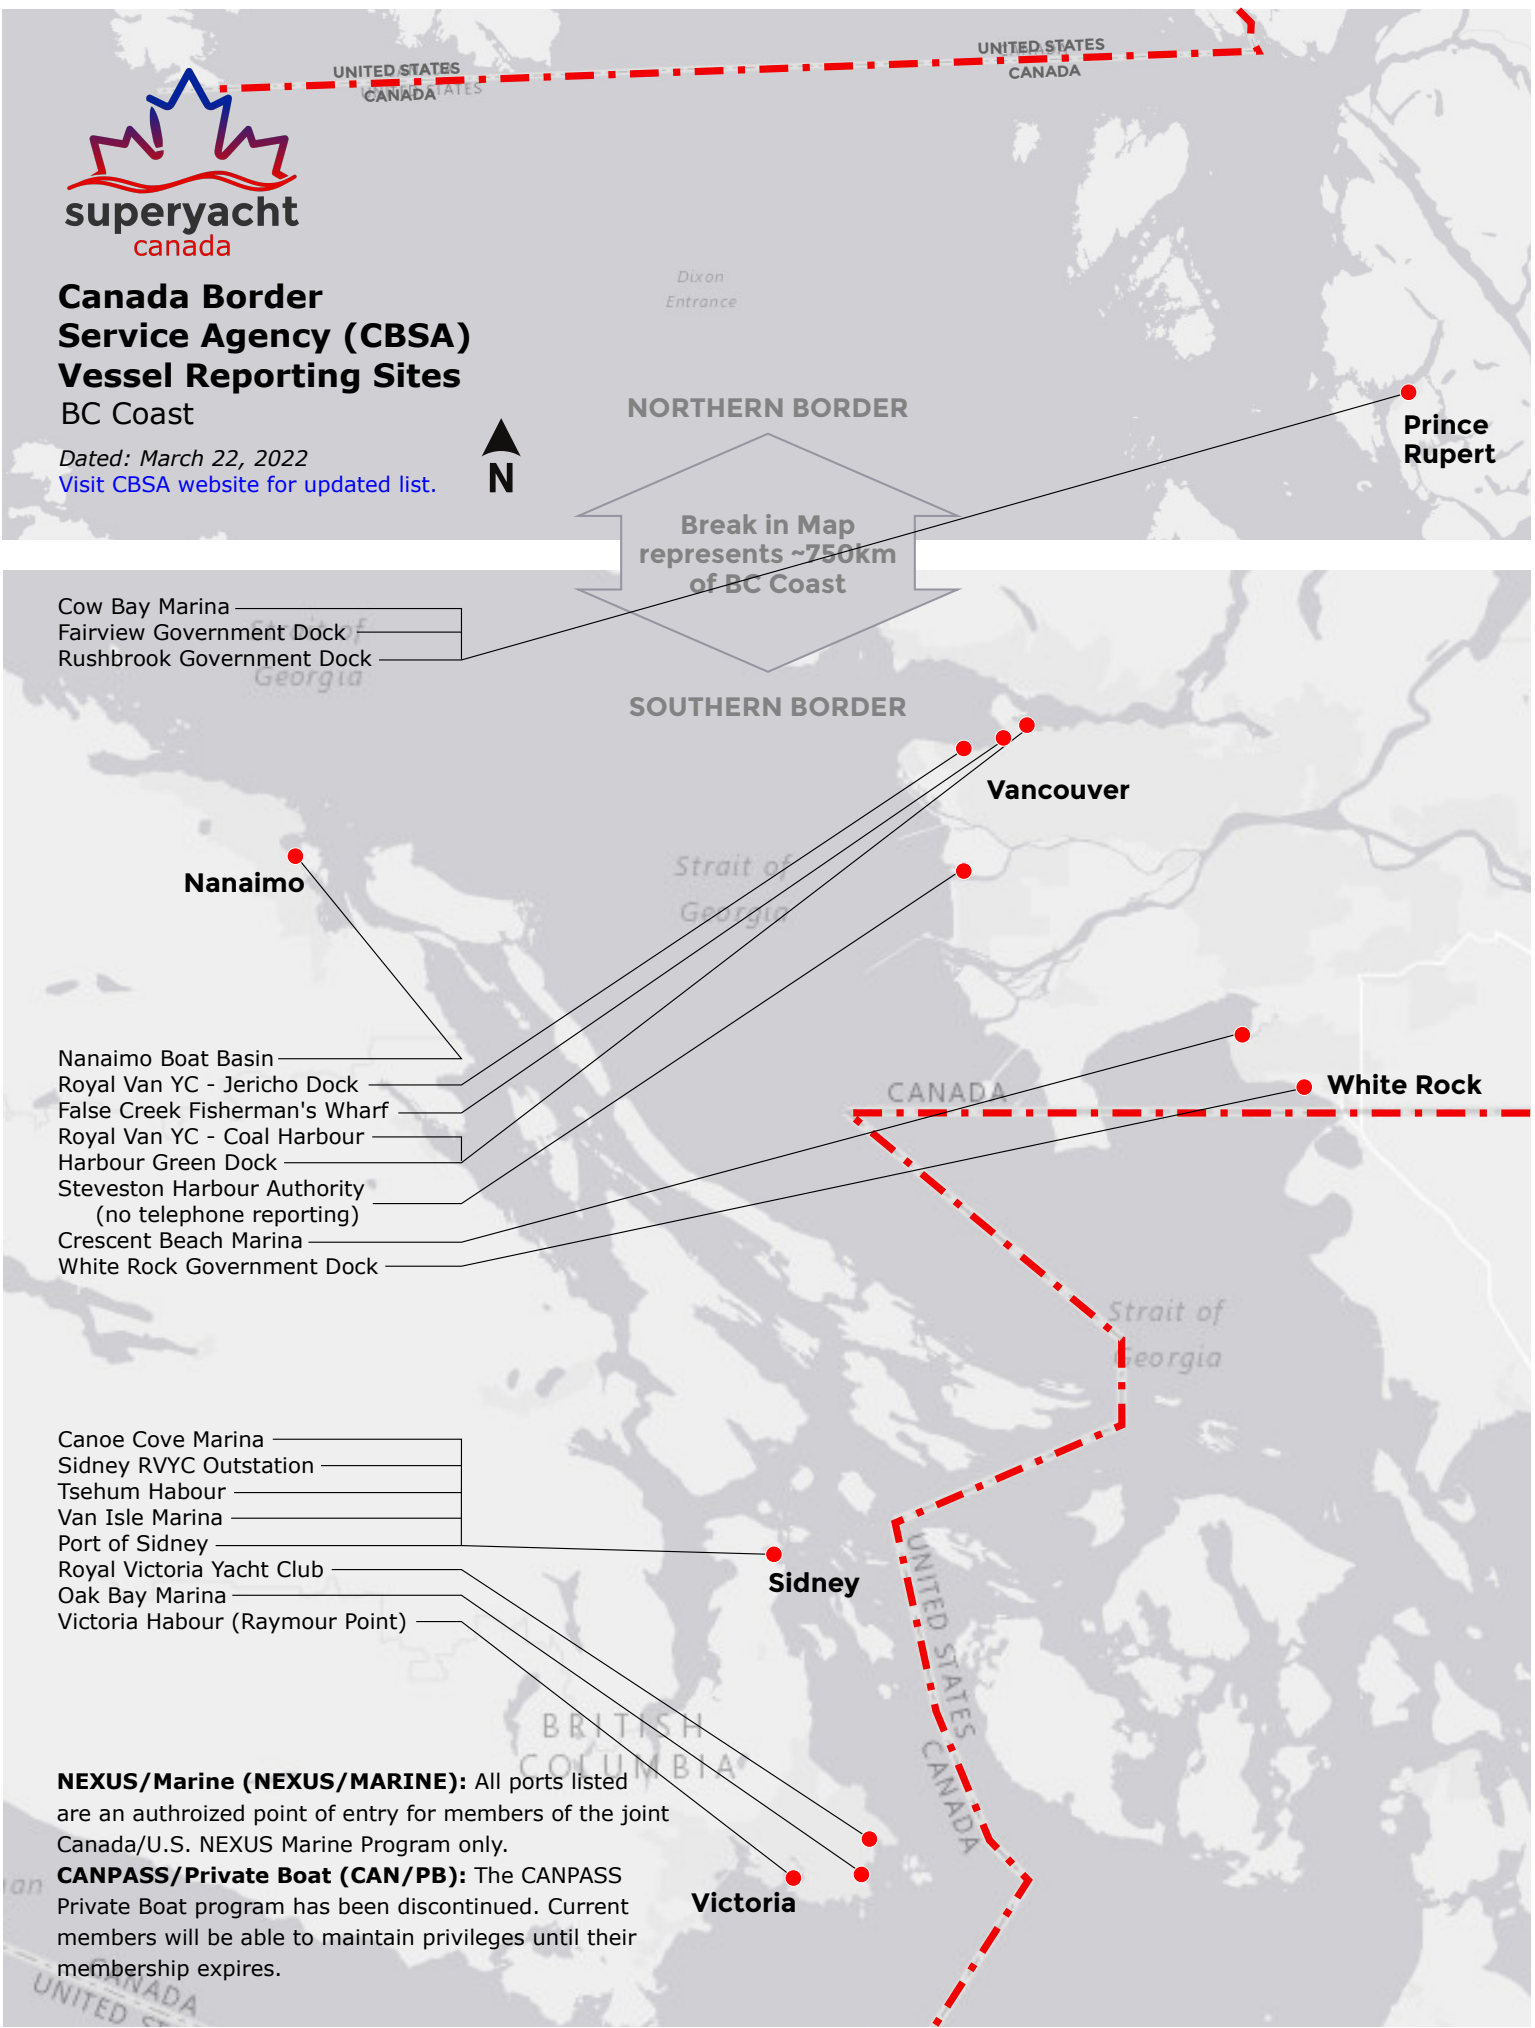 UNITED STATES
CANADA
UNITED STATES
CANADA
superyacht
canada
Canada Border
Service Agency (CBSA)
Vessel Reporting Sites
BC Coast
Dated: March 22, 2022
Visit CBSA website for updated list.
N
Dixon
Entrance
NORTHERN BORDER
Break in Map
represents ~750km
of BC Coast
SOUTHERN BORDER
Prince
Rupert
Cow Bay Marina
Fairview Government Dock
Rushbrook Government Dock
Strait of
Georgia
Vancouver
Nanaimo
Strait of
Georgia
Nanaimo Boat Basin
Royal Van YC - Jericho Dock
False Creek Fisherman's Wharf
Royal Van YC - Coal Harbour
Harbour Green Dock
Steveston Harbour Authority
(no telephone reporting)
Crescent Beach Marina
White Rock Government Dock
CANADA
White Rock
Strait of
Georgia
Canoe Cove Marina
Sidney RVYC Outstation
Tsehum Habour
Van Isle Marina
Port of Sidney
Royal Victoria Yacht Club
Oak Bay Marina
Victoria Habour (Raymour Point)
Sidney
UNITED STATES
CANADA
BRITISH
COLUMBIA
NEXUS/Marine (NEXUS/MARINE): All ports listed
are an authroized point of entry for members of the joint
Canada/U.S. NEXUS Marine Program only.
CANPASS/Private Boat (CAN/PB): The CANPASS
Private Boat program has been discontinued. Current
members will be able to maintain privileges until their
membership expires.
Victoria
CANADA
UNITED ST